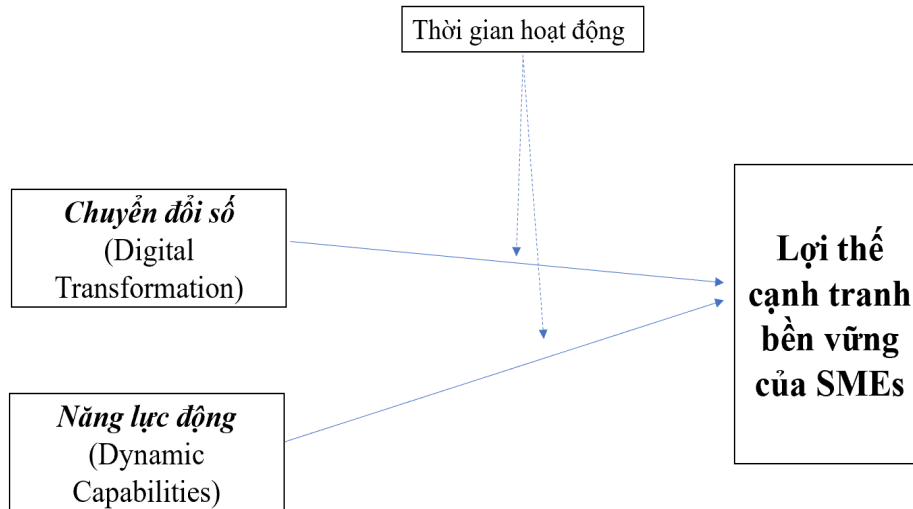 Thời gian hoạt động
Chuyển đổi số
(Digital
Transformation)
Lợi thế
cạnh tranh
bền vững
của SMEs
Năng lực động
(Dynamic
Capabilities)